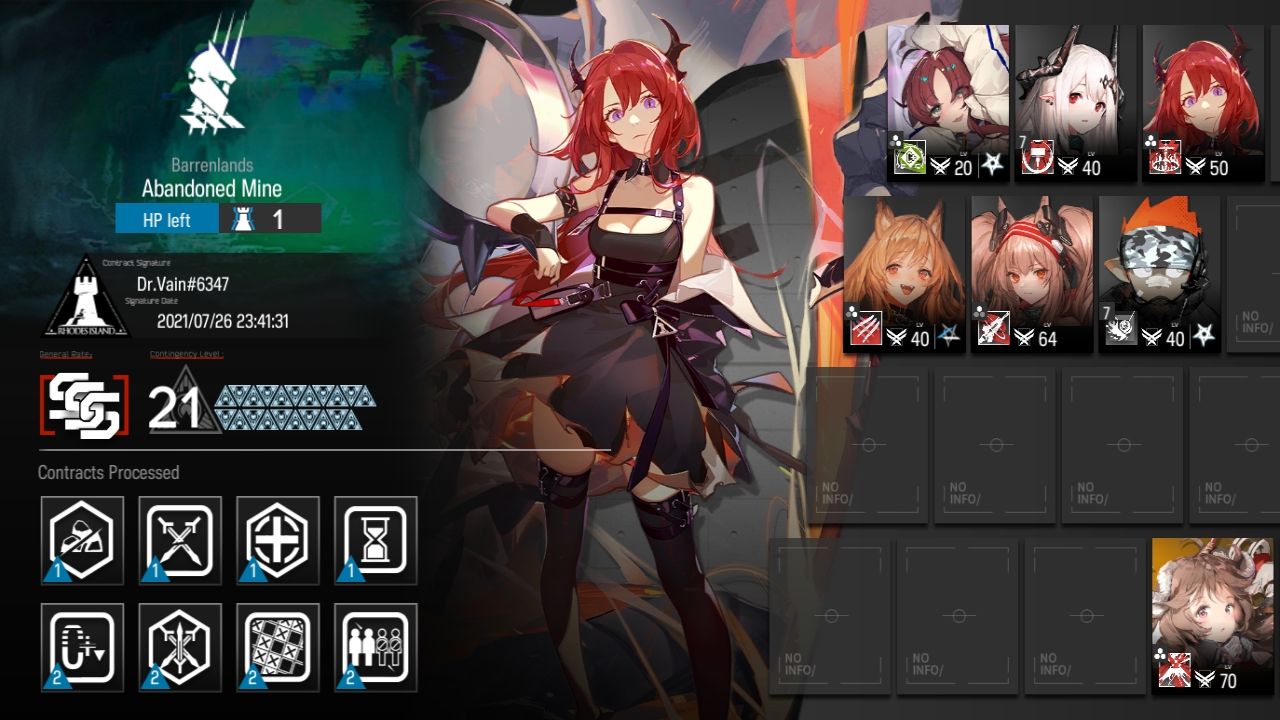 Barrenlands
Abandoned Mine
HP left
1
Contract Signature
Dr.Vain#6347
Signature Date
2021/07/26 23:41:31
RHODES ISLAND
General Rate:
Contingency Level :
SSS
21
Contracts Processed
1
1
1
1
2
2
2
2
LV
20
7
LV
40
LV
50
LV
40
LV
64
7
LV
40
NO
INFO/
NO
INFO/
NO
INFO/
NO
INFO/
NO
INFO/
NO
INFO/
NO
INFO/
NO
INFO/
LV
70